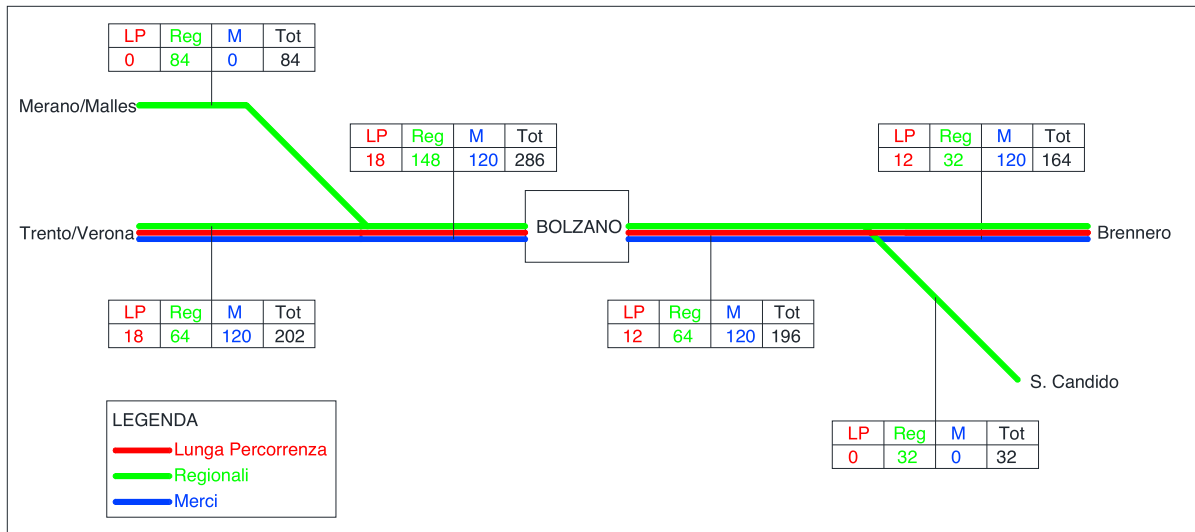 LP Reg M Tot
0 84 0 84
Merano/Malles
LP Reg M Tot
18 148 120 286
LP Reg M Tot
12 32 120 164
Trento/Verona
BOLZANO
Brennero
LP Reg M Tot
18 64 120 202
LP Reg M Tot
12 64 120 196
S. Candido
LEGENDA
Lunga Percorrenza
Regionali
Merci
LP Reg M Tot
0 32 0 32